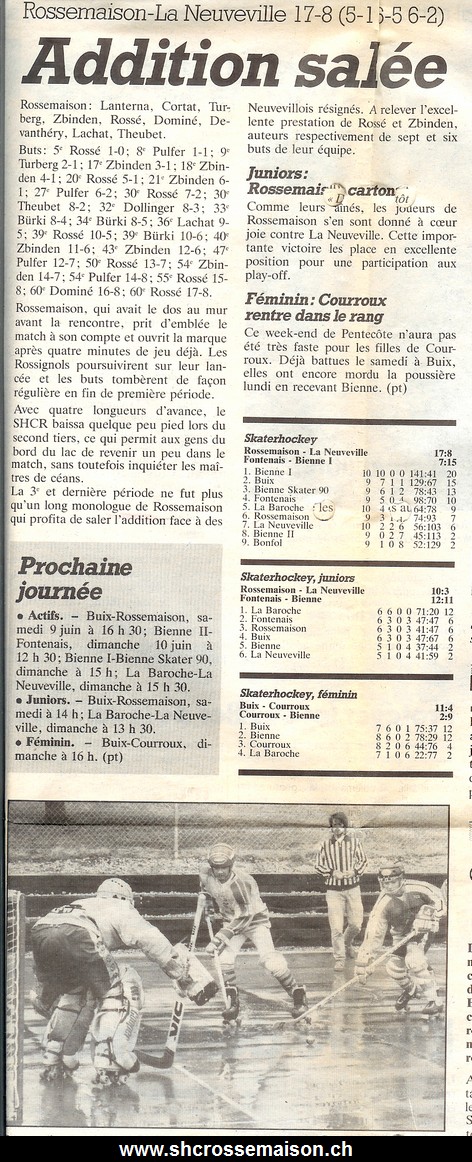 Rossemaison-La Neuveville 17-8 (5-1 6-5 6-2)
Addition salée
Rossemaison: Lanterna, Cortat, Tur-
berg, Zbinden, Rossé, Dominé, De-
vanthéry, Lachat, Theubet.
Buts: 5e Rossé 1-0; 8e Pulfer 1-1; 9e
Turberg 2-1; 17e Zbinden 3-1; 18e Zbin-
den 4-1; 20e Rossé 5-1; 21e Zbinden 6-
1; 27e Pulfer 6-2; 30e Rossé 7-2; 30e
Theubet 8-2; 32e Dollinger 8-3; 33e
Bürki 8-4; 34e Bürki 8-5; 36e Lachat 9-
5; 39e Rossé 10-5; 39e Bürki 10-6; 40e
Zbinden 11-6; 43e Zbinden 12-6; 47e
Pulfer 12-7; 50e Rossé 13-7; 54e Zbin-
den 14-7; 54e Pulfer 14-8; 55e Rossé 15-
8; 60e Dominé 16-8; 60e Rossé 17-8.
Rossemaison, qui avait le dos au mur
avant la rencontre, prit d'emblée le
match à son compte et ouvrit la marque
après quatre minutes de jeu déjà. Les
Rossignols poursuivirent sur leur lan-
cée et les buts tombèrent de façon
régulière en fin de première période.
Avec quatre longueurs d'avance, le
SHCR baissa quelque peu pied lors du
second tiers, ce qui permit aux gens du
bord du lac de revenir un peu dans le
match, sans toutefois inquiéter les maî-
tres de céans.
La 3e et dernière période ne fut plus
qu'un long monologue de Rossemaison
qui profita de saler l'addition face à des
Neuvevillois résignés. A relever l'excel-
lente prestation de Rossé et Zbinden,
auteurs respectivement de sept et six
buts de leur équipe.
Juniors:
Rossemai carton
Comme leurs aînés, les joueurs de
Rossemaison s'en sont donné à cœur
joie contre La Neuveville. Cette impor-
tante victoire les place en excellente
position pour une participation aux
play-off.
Féminin: Courroux
rentre dans le rang
Ce week-end de Pentecôte n'aura pas
été très faste pour les filles de Cour-
roux. Déjà battues le samedi à Buix,
elles ont encore mordu la poussière
lundi en recevant Bienne. (pt)
Skaterhockey
Rossemaison - La Neuveville 17:8
Fontenais - Bienne I 7:15
1. Bienne I 10 10 0 0 141:41 20
2. Buix 9 7 1 1 129:67 15
3. Bienne Skater 90 9 6 1 2 78:43 13
4. Fontenais 9 5 0 98:70 10
5. La Baroche 10 4 64:78 9
6. Rossemaison 9 3 74:93 7
7. La Neuveville 10 2 2 6 56:103 6
8. Bienne II 9 0 2 7 45:113 2
9. Bonfol 9 1 0 8 52:129 2
Skaterhockey, juniors
Rossemaison - La Neuveville 10:3
Fontenais - Bienne 12:11
1. La Baroche 6 6 0 0 71:20 12
2. Fontenais 6 3 0 3 47:47 6
3. Rossemaison 6 3 0 3 41:47 6
4. Buix 6 3 0 3 47:67 6
5. Bienne 5 1 0 4 37:44 2
6. La Neuveville 5 1 0 4 41:59 2
Skaterhockey, féminin
Buix - Courroux 11:4
Courroux - Bienne 2:9
1. Buix 7 6 0 1 75:37 12
2. Bienne 8 6 0 2 78:29 12
3. Courroux 8 2 0 6 44:76 4
4. La Baroche 7 1 0 6 22:77 2
Prochaine
journée
● Actifs. – Buix-Rossemaison, sa-
medi 9 juin à 16 h 30; Bienne II-
Fontenais, dimanche 10 juin à
12 h 30; Bienne I-Bienne Skater 90,
dimanche à 15 h; La Baroche-La
Neuveville, dimanche à 15 h 30.
● Juniors. – Buix-Rossemaison, sa-
medi à 14 h; La Baroche-La Neuve-
ville, dimanche à 13 h 30.
● Féminin. – Buix-Courroux, di-
manche à 16 h. (pt)
VIC
www.shcrossemaison.ch